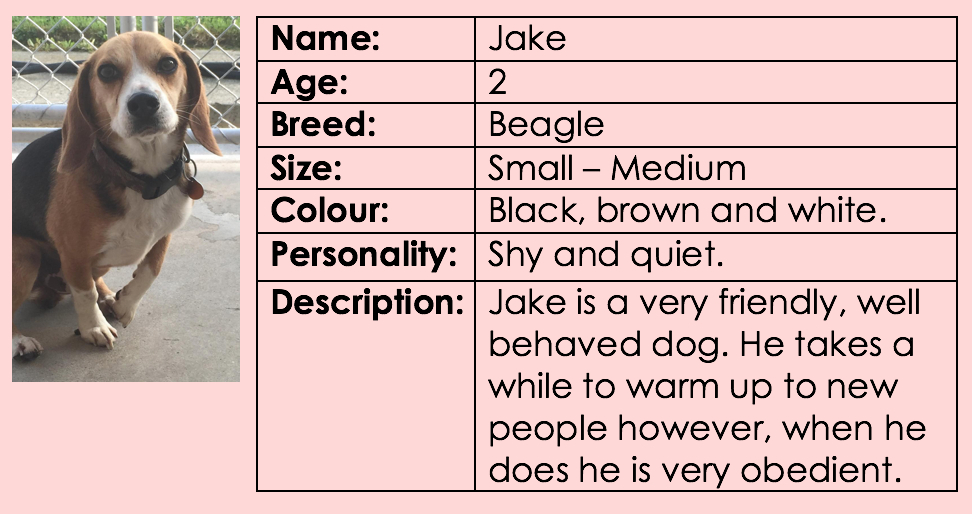 Name: Jake
Age: 2
Breed: Beagle
Size: Small – Medium
Colour: Black, brown and white.
Personality: Shy and quiet.
Description: Jake is a very friendly, well
behaved dog. He takes a
while to warm up to new
people however, when he
does he is very obedient.